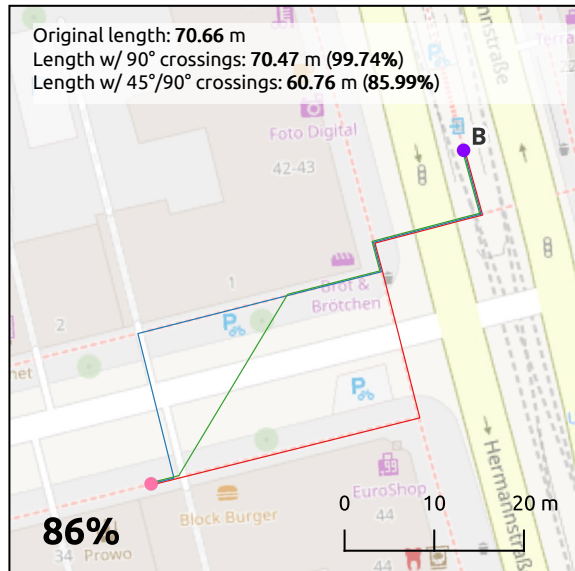 Original length: 70.66 m
Length w/ 90° crossings: 70.47 m (99.74%)
Length w/ 45°/90° crossings: 60.76 m (85.99%)
Foto Digital
B
42-43
1
Brot &
Brötchen
2
net
EuroShop
Hermannstraß
Block Burger
44
0 10 20 m
86%
Prowo
34
44